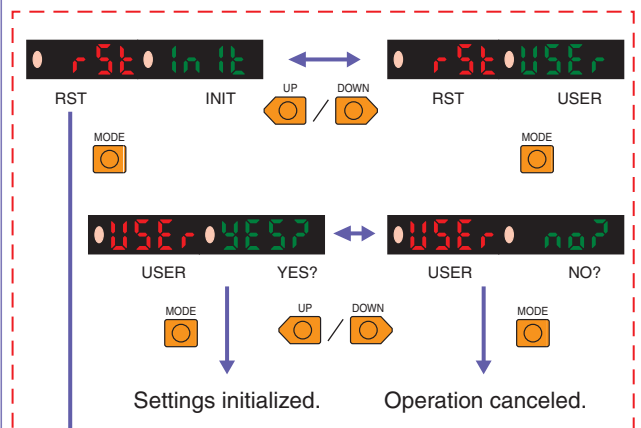 rSt InIt rSt USEr
RST INIT UP DOWN RST USER
MODE MODE
USEr YES? USEr no?
USER YES? USER NO?
MODE UP DOWN MODE
Settings initialized. Operation canceled.